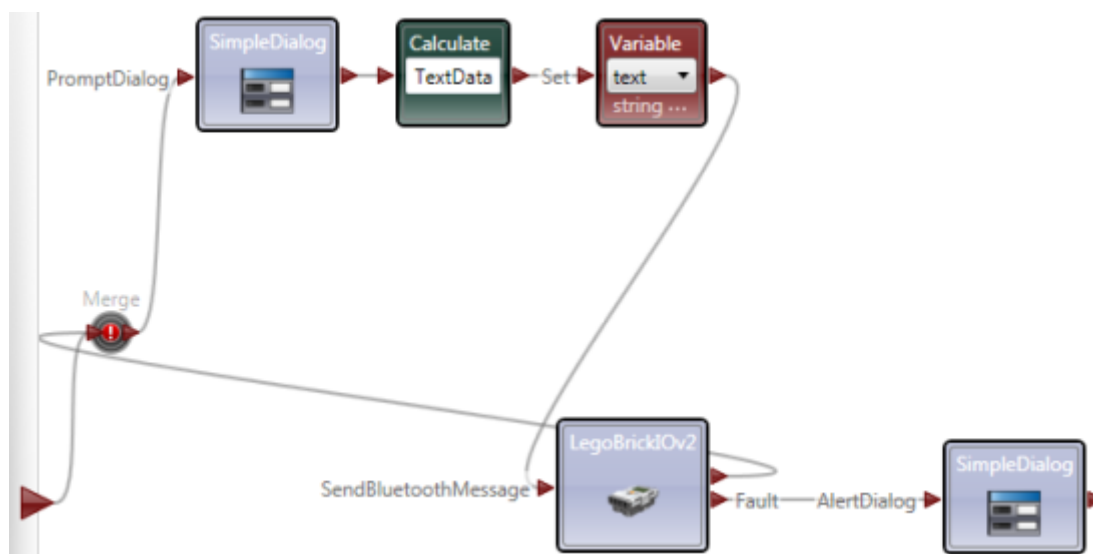 SimpleDialog
Calculate
Variable
PromptDialog
TextData
Set
text
string ...
Merge
LegoBrickIOv2
SendBluetoothMessage
Fault
AlertDialog
SimpleDialog